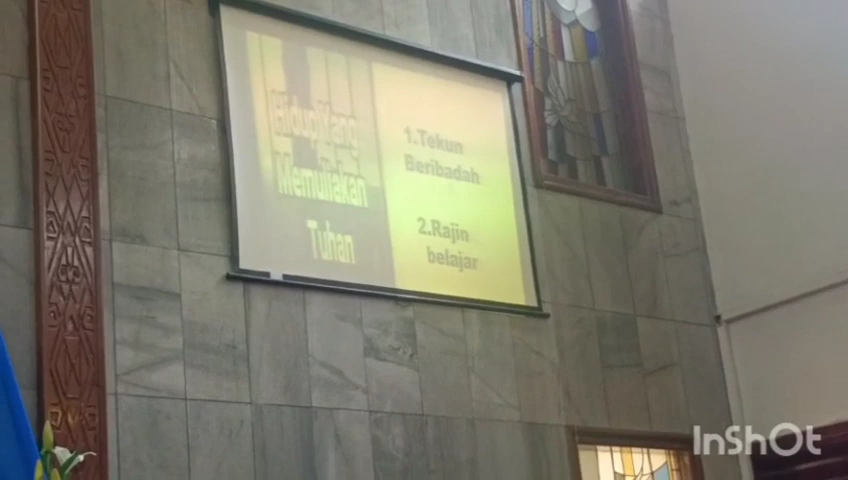 Hidup Yang
Memuliakan
Tuhan
1.Tekun
Beribadah
2.Rajin
belajar
InShOt